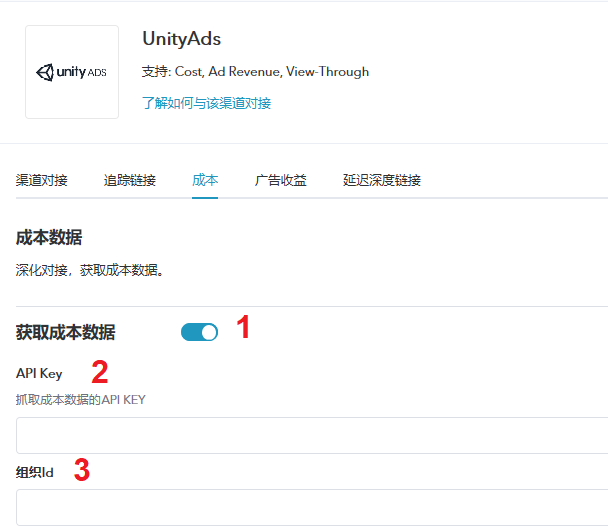 UnityAds
unity ADS
支持: Cost, Ad Revenue, View-Through
了解如何与该渠道对接
渠道对接 追踪链接 成本 广告收益 延迟深度链接
成本数据
深化对接，获取成本数据。
获取成本数据 1
API Key 2
抓取成本数据的API KEY
组织Id 3